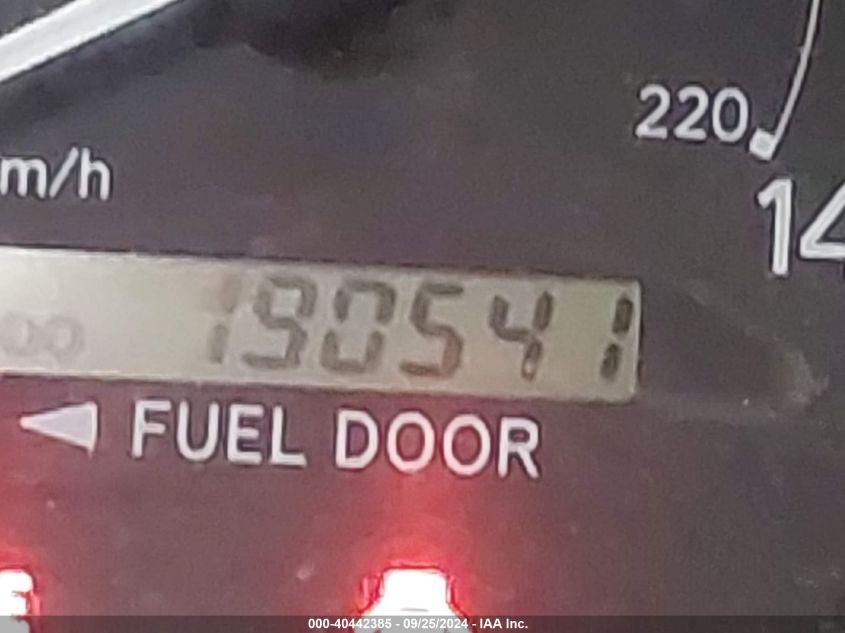 220
m/h
14
190541
FUEL DOOR
000-40442385 - 09/25/2024 - IAA Inc.